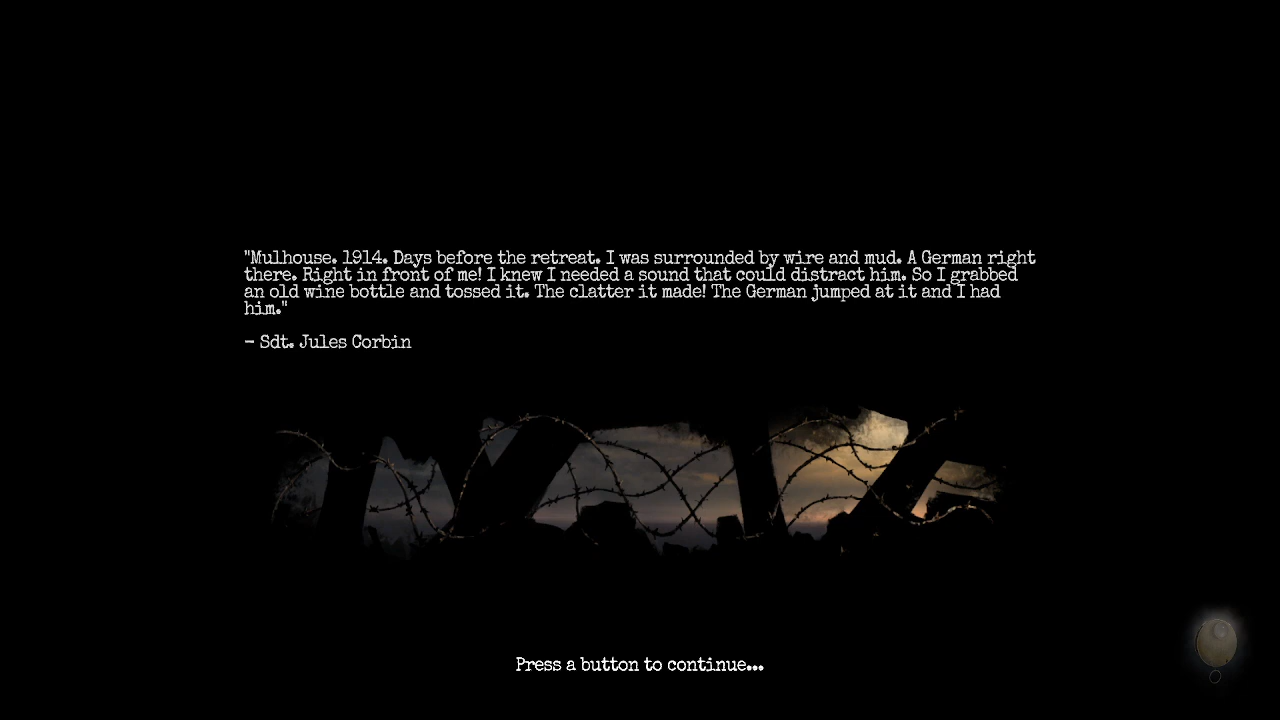 "Mulhouse. 1914. Days before the retreat. I was surrounded by wire and mud. A German right
there. Right in front of me! I knew I needed a sound that could distract him. So I grabbed
an old wine bottle and tossed it. The clatter it made! The German jumped at it and I had
him."
- Sdt. Jules Corbin
Press a button to continue...